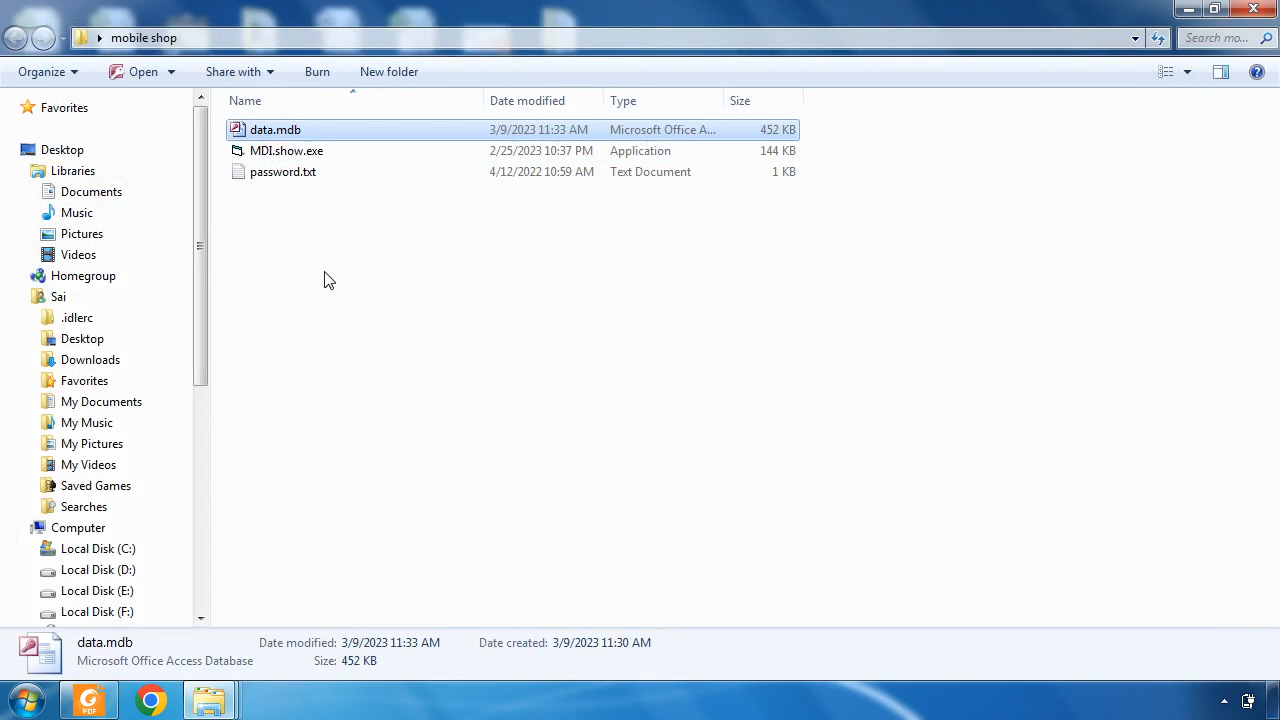 mobile shop
Search mo...
Organize
Open
Share with
Burn
New folder
Name
Date modified
Type
Size
data.mdb
3/9/2023 11:33 AM
Microsoft Office A...
452 KB
MDI.show.exe
2/25/2023 10:37 PM
Application
144 KB
password.txt
4/12/2022 10:59 AM
Text Document
1 KB
Favorites
Desktop
Libraries
Documents
Music
Pictures
Videos
Homegroup
Sai
.idlerc
Desktop
Downloads
Favorites
My Documents
My Music
My Pictures
My Videos
Saved Games
Searches
Computer
Local Disk (C:)
Local Disk (D:)
Local Disk (E:)
Local Disk (F:)
data.mdb
Date modified: 3/9/2023 11:33 AM
Date created: 3/9/2023 11:30 AM
Microsoft Office Access Database
Size: 452 KB
PDF